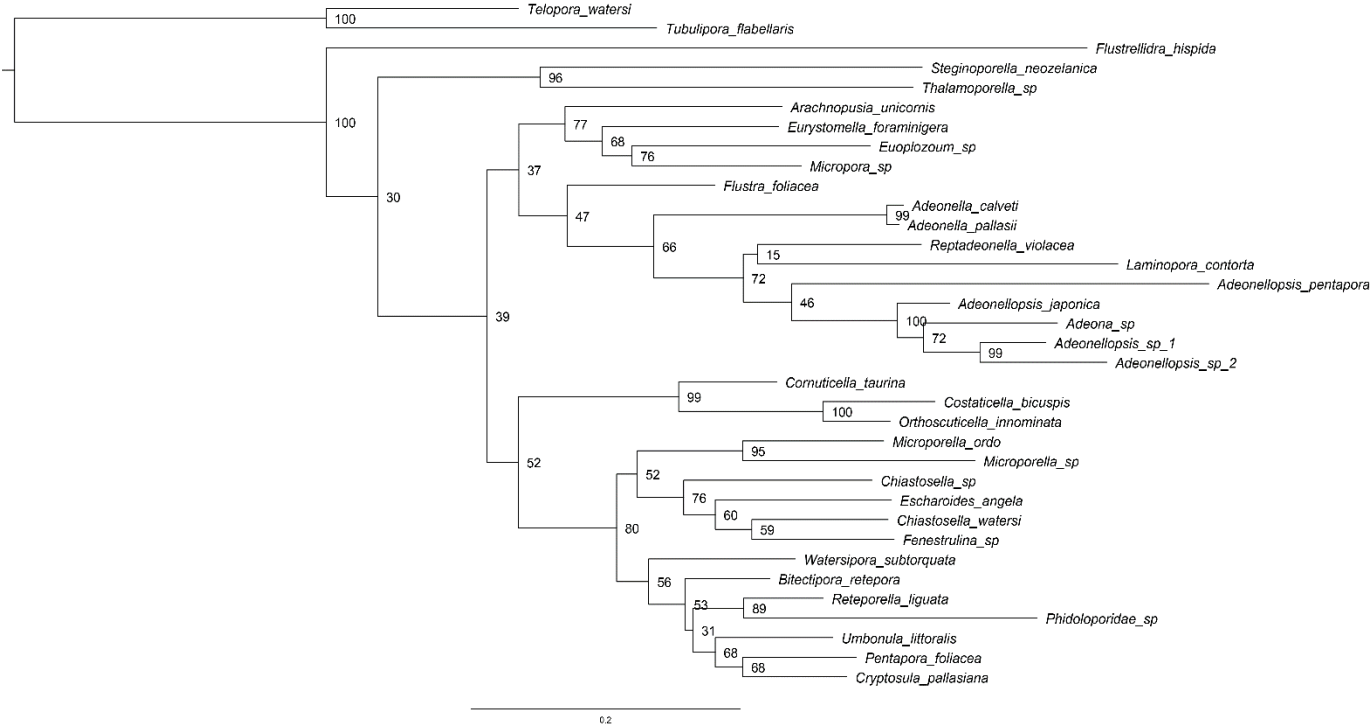 Telopora_watersi
100
Tubulipora_flabellaris
Flustrellidra_hispida
Steginoporella_neozelanica
96
Thalamoporella_sp
Arachnopusia_unicornis
100
77
Eurystomella_foraminigera
68
Euoplozoum_sp
76
Micropora_sp
37
Flustra_foliacea
30
Adeonella_calveti
47
99
Adeonella_pallasii
Reptadeonella_violacea
66
15
Laminopora_contorta
72
Adeonellopsis_pentapora
46
Adeonellopsis_japonica
39
100
Adeona_sp
72
Adeonellopsis_sp_1
99
Adeonellopsis_sp_2
Cornuticella_taurina
99
Costaticella_bicuspis
100
Orthoscuticella_innominata
Microporella_ordo
95
52
Microporella_sp
52
Chiastosella_sp
76
Escharoides_angela
60
Chiastosella_watersi
80
59
Fenestrulina_sp
Watersipora_subtorquata
56
Bitectipora_retepora
53
Reteporella_liguata
89
Phidoloporidae_sp
31
Umbonula_littoralis
68
Pentapora_foliacea
68
Cryptosula_pallasiana
0.2